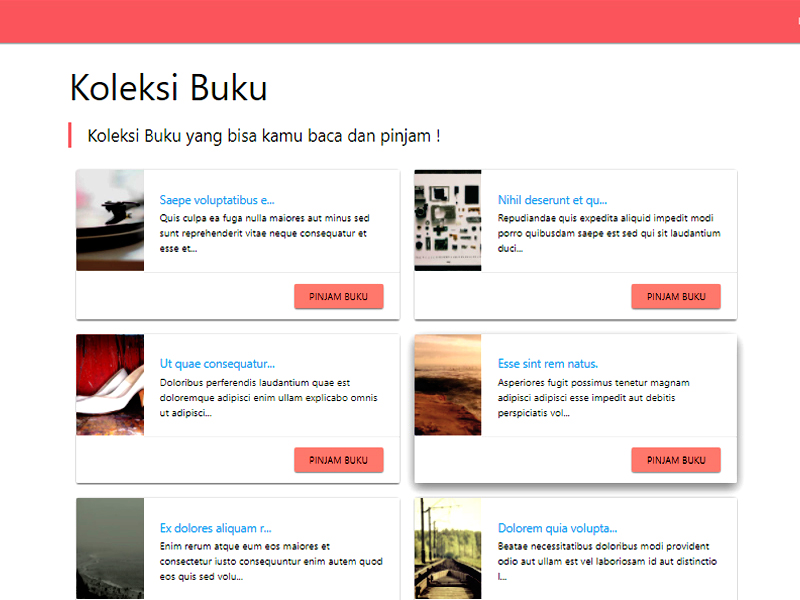 Koleksi Buku
Koleksi Buku yang bisa kamu baca dan pinjam !
Saepe voluptatibus e...
Quis culpa ea fuga nulla maiores aut minus sed
sunt reprehenderit vitae neque consequatur et
esse et...
PINJAM BUKU
Nihil deserunt et qu...
Repudiandae quis expedita aliquid impedit modi
porro quibusdam saepe est sed qui sit laudantium
duci...
PINJAM BUKU
Ut quae consequatur...
Doloribus perferendis laudantium quae est
doloremque adipisci enim ullam explicabo omnis
ut adipisci...
PINJAM BUKU
Esse sint rem natus.
Asperiores fugit possimus tenetur magnam
adipisci adipisci esse impedit aut debitis
perspiciatis vol...
PINJAM BUKU
Ex dolores aliquam r...
Enim rerum atque eum eos maiores et
consectetur iusto consequuntur enim autem quod
eos quis sed volu...
Dolorem quia volupta...
Beatae necessitatibus doloribus modi provident
odio aut ullam est vel laboriosam id aut distinctio
l...